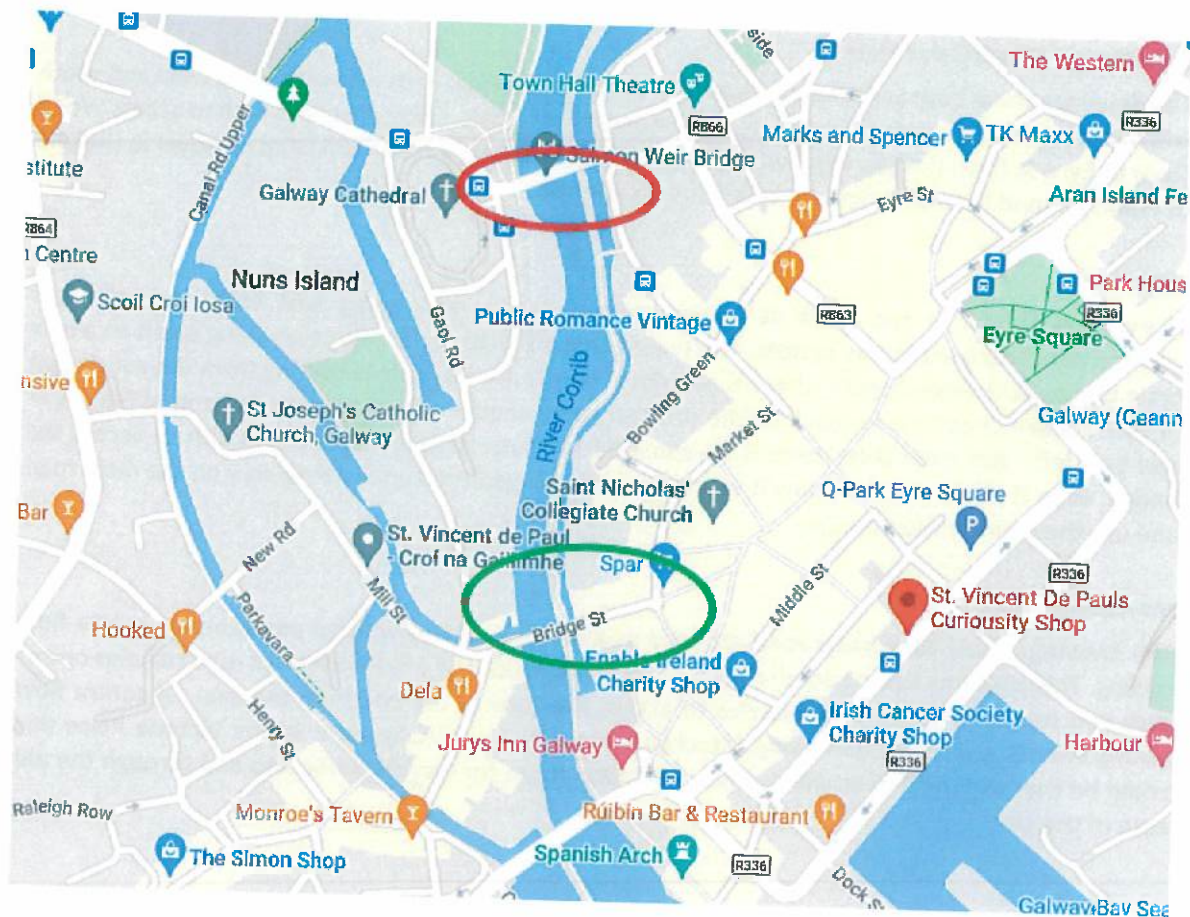 side
The Western
Town Hall Theatre
R866
Marks and Spencer
TK Maxx
R336
stitute
Canal Rd Upper
Salmon Weir Bridge
Galway Cathedral
Eyre St
Aran Island Fe
R864
n Centre
Nuns Island
Scoil Croi Iosa
Park Hous
R336
Public Romance Vintage
R863
Eyre Square
Gaol Rd
nsive
River Corrib
Bowling Green
St Joseph's Catholic
Church, Galway
Market St
Galway (Ceann
Saint Nicholas'
Collegiate Church
Q-Park Eyre Square
P
Bar
New Rd
St. Vincent de Paul
- Croí na Gaillimhe
Spar
Middle St
R336
St. Vincent De Pauls
Curiousity Shop
Parkavara
Mill St
Hooked
Bridge St
Enable Ireland
Charity Shop
Dela
Henry St
Irish Cancer Society
Charity Shop
Jurys Inn Galway
Harbour
R336
Raleigh Row
Monroe's Tavern
Rúibín Bar & Restaurant
The Simon Shop
Spanish Arch
R336
Dock St
Galway Bay Sea